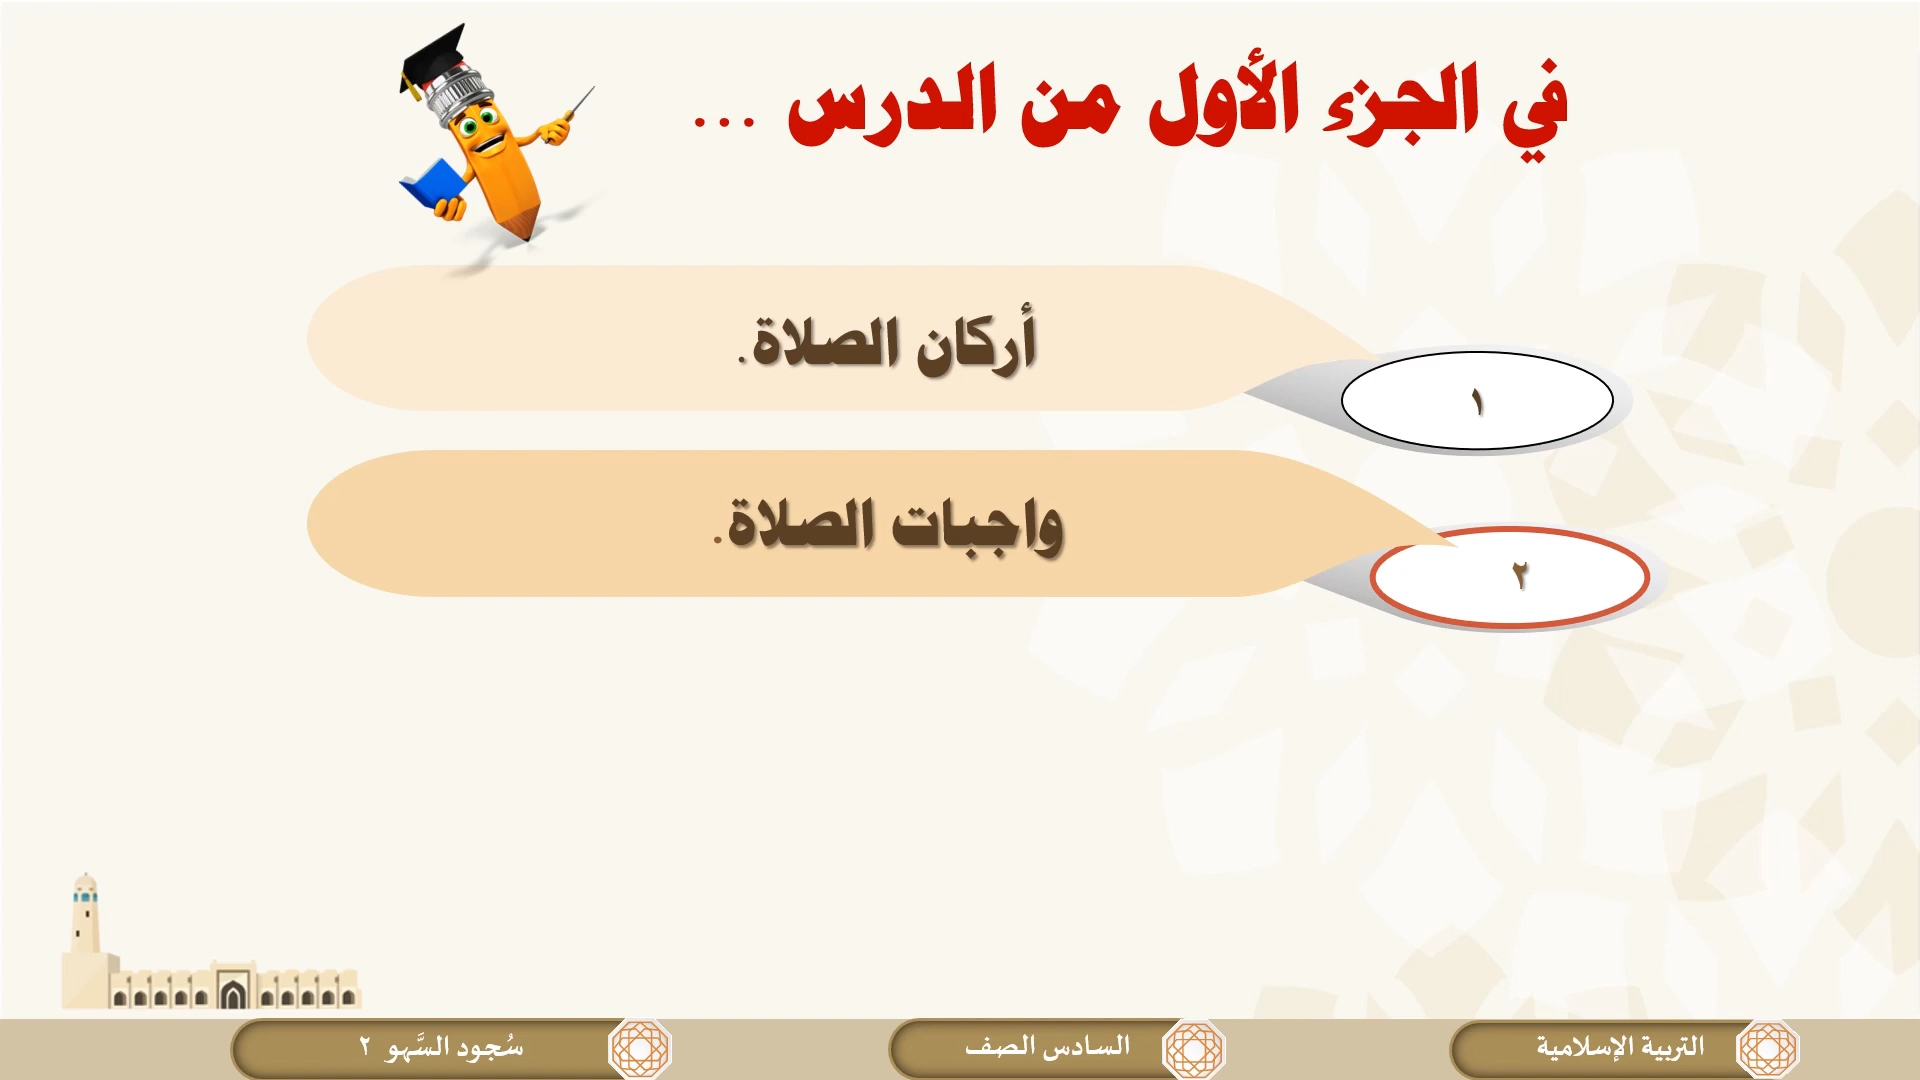 في الجزء الأول من الدرس ...
أركان الصلاة.
١
واجبات الصلاة.
٢
التربية الإسلامية
السادس الصف
سُجود السَّهو ٢